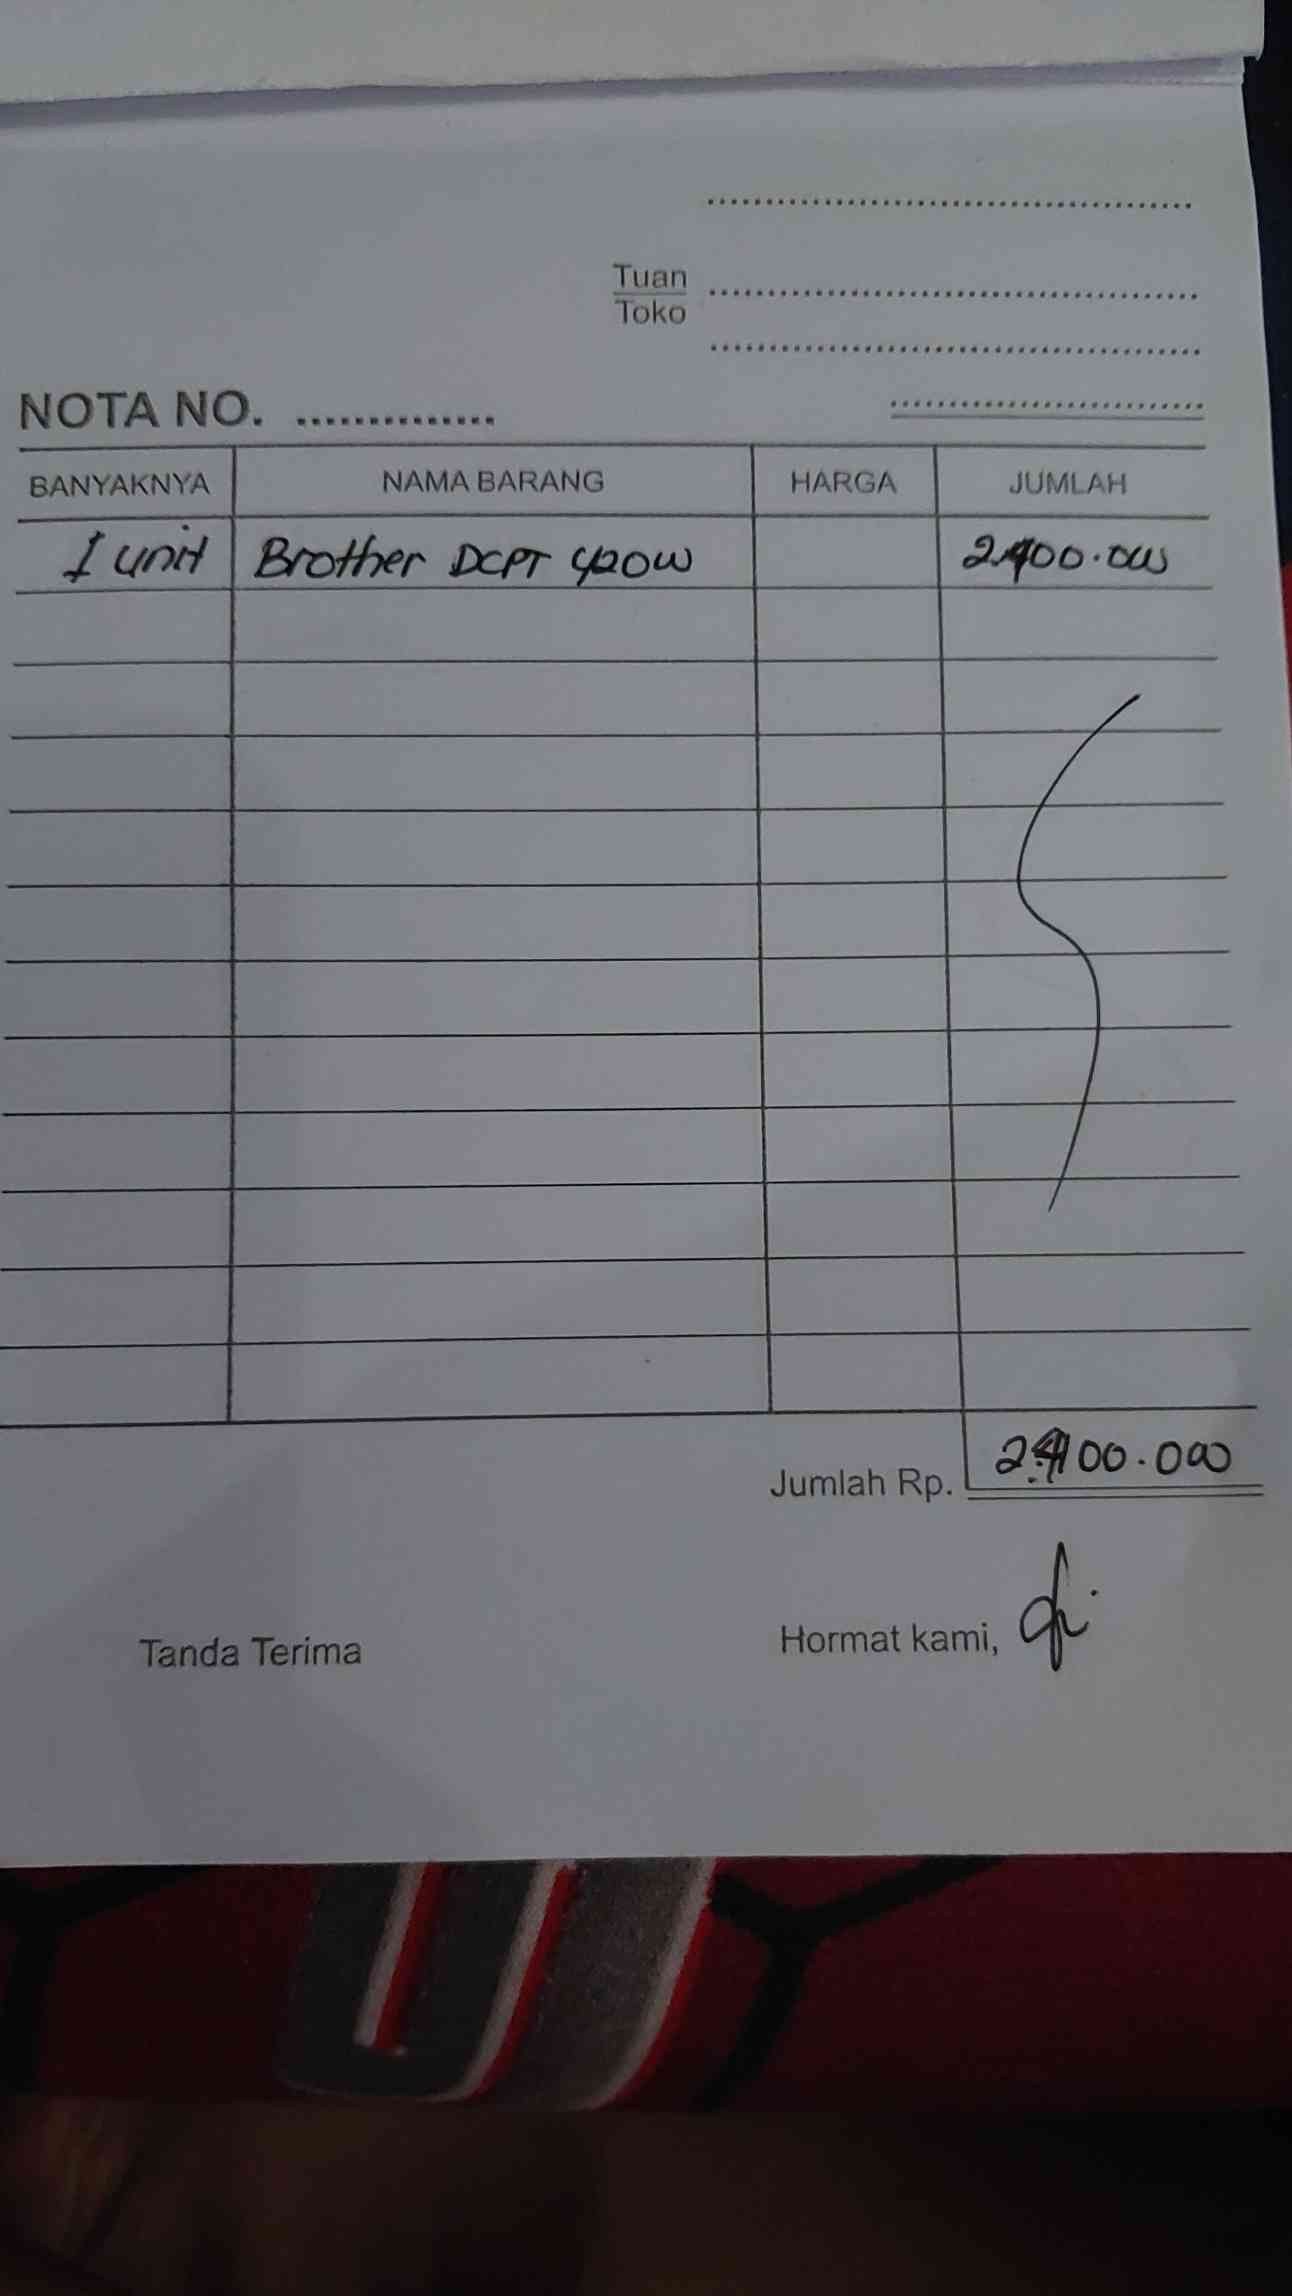 Tuan
Toko
NOTA NO.
BANYAKNYA NAMA BARANG HARGA JUMLAH
1 unit Brother DCPT 420W
Jumlah Rp.
Tanda Terima Hormat kami,